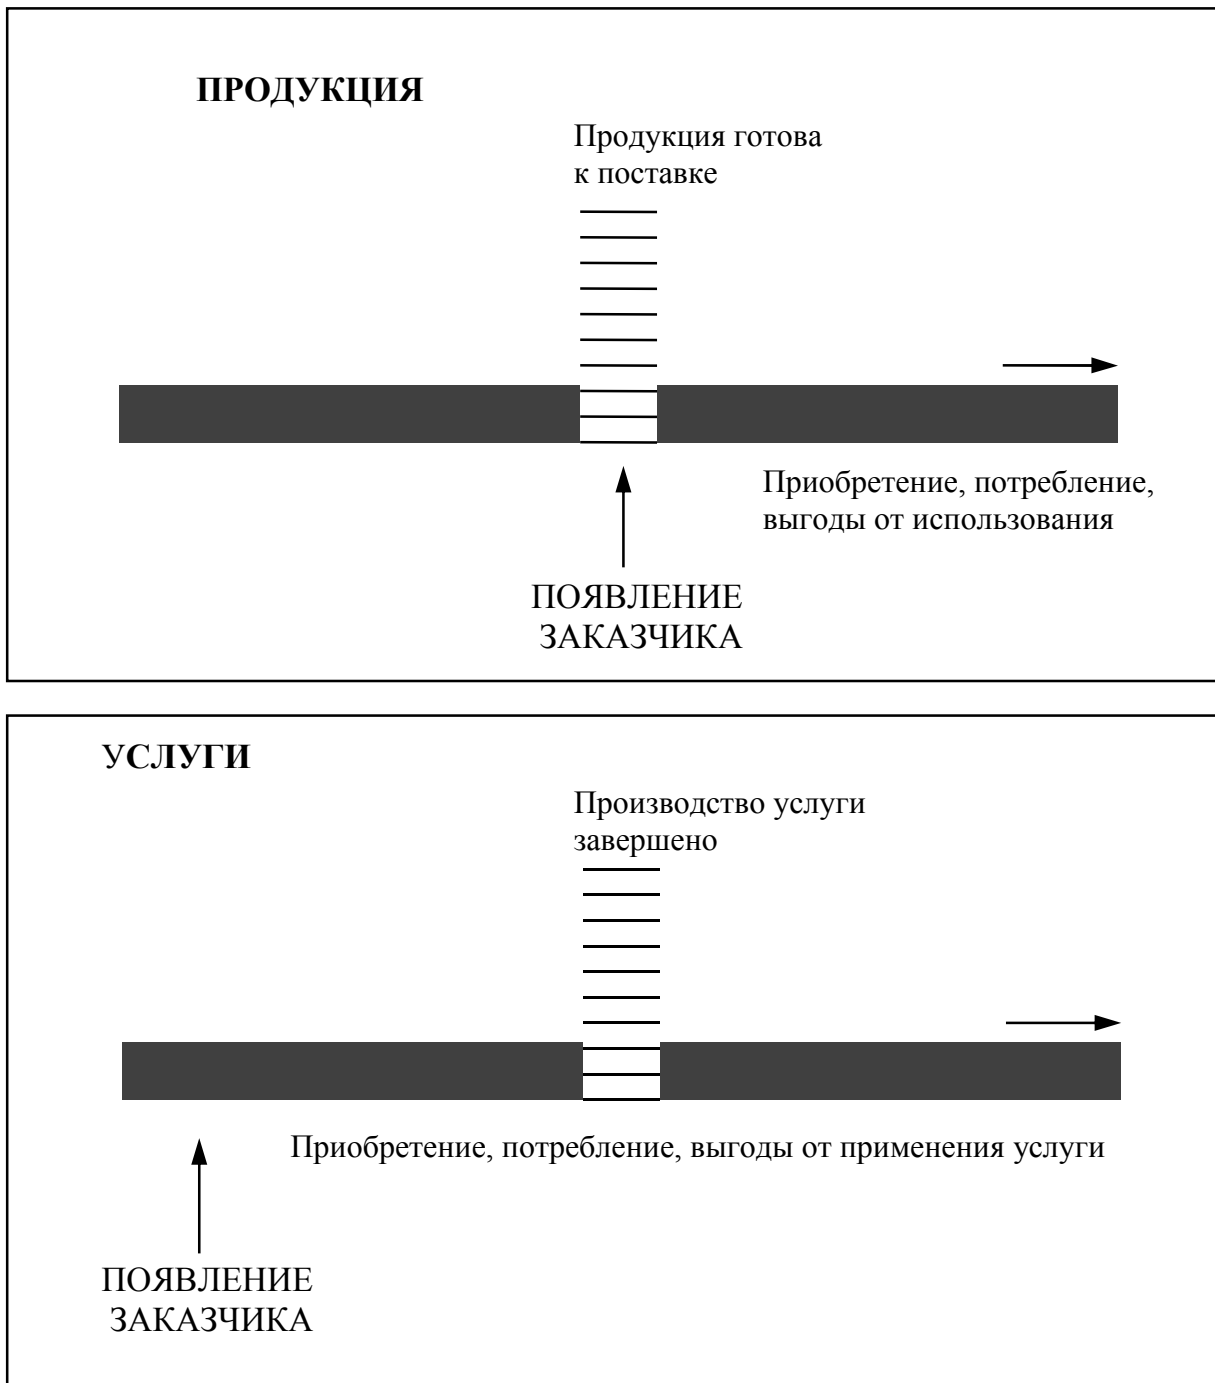 ПРОДУКЦИЯ
Продукция готова
к поставке
Приобретение, потребление,
выгоды от использования
ПОЯВЛЕНИЕ
ЗАКАЗЧИКА
УСЛУГИ
Производство услуги
завершено
Приобретение, потребление, выгоды от применения услуги
ПОЯВЛЕНИЕ
ЗАКАЗЧИКА